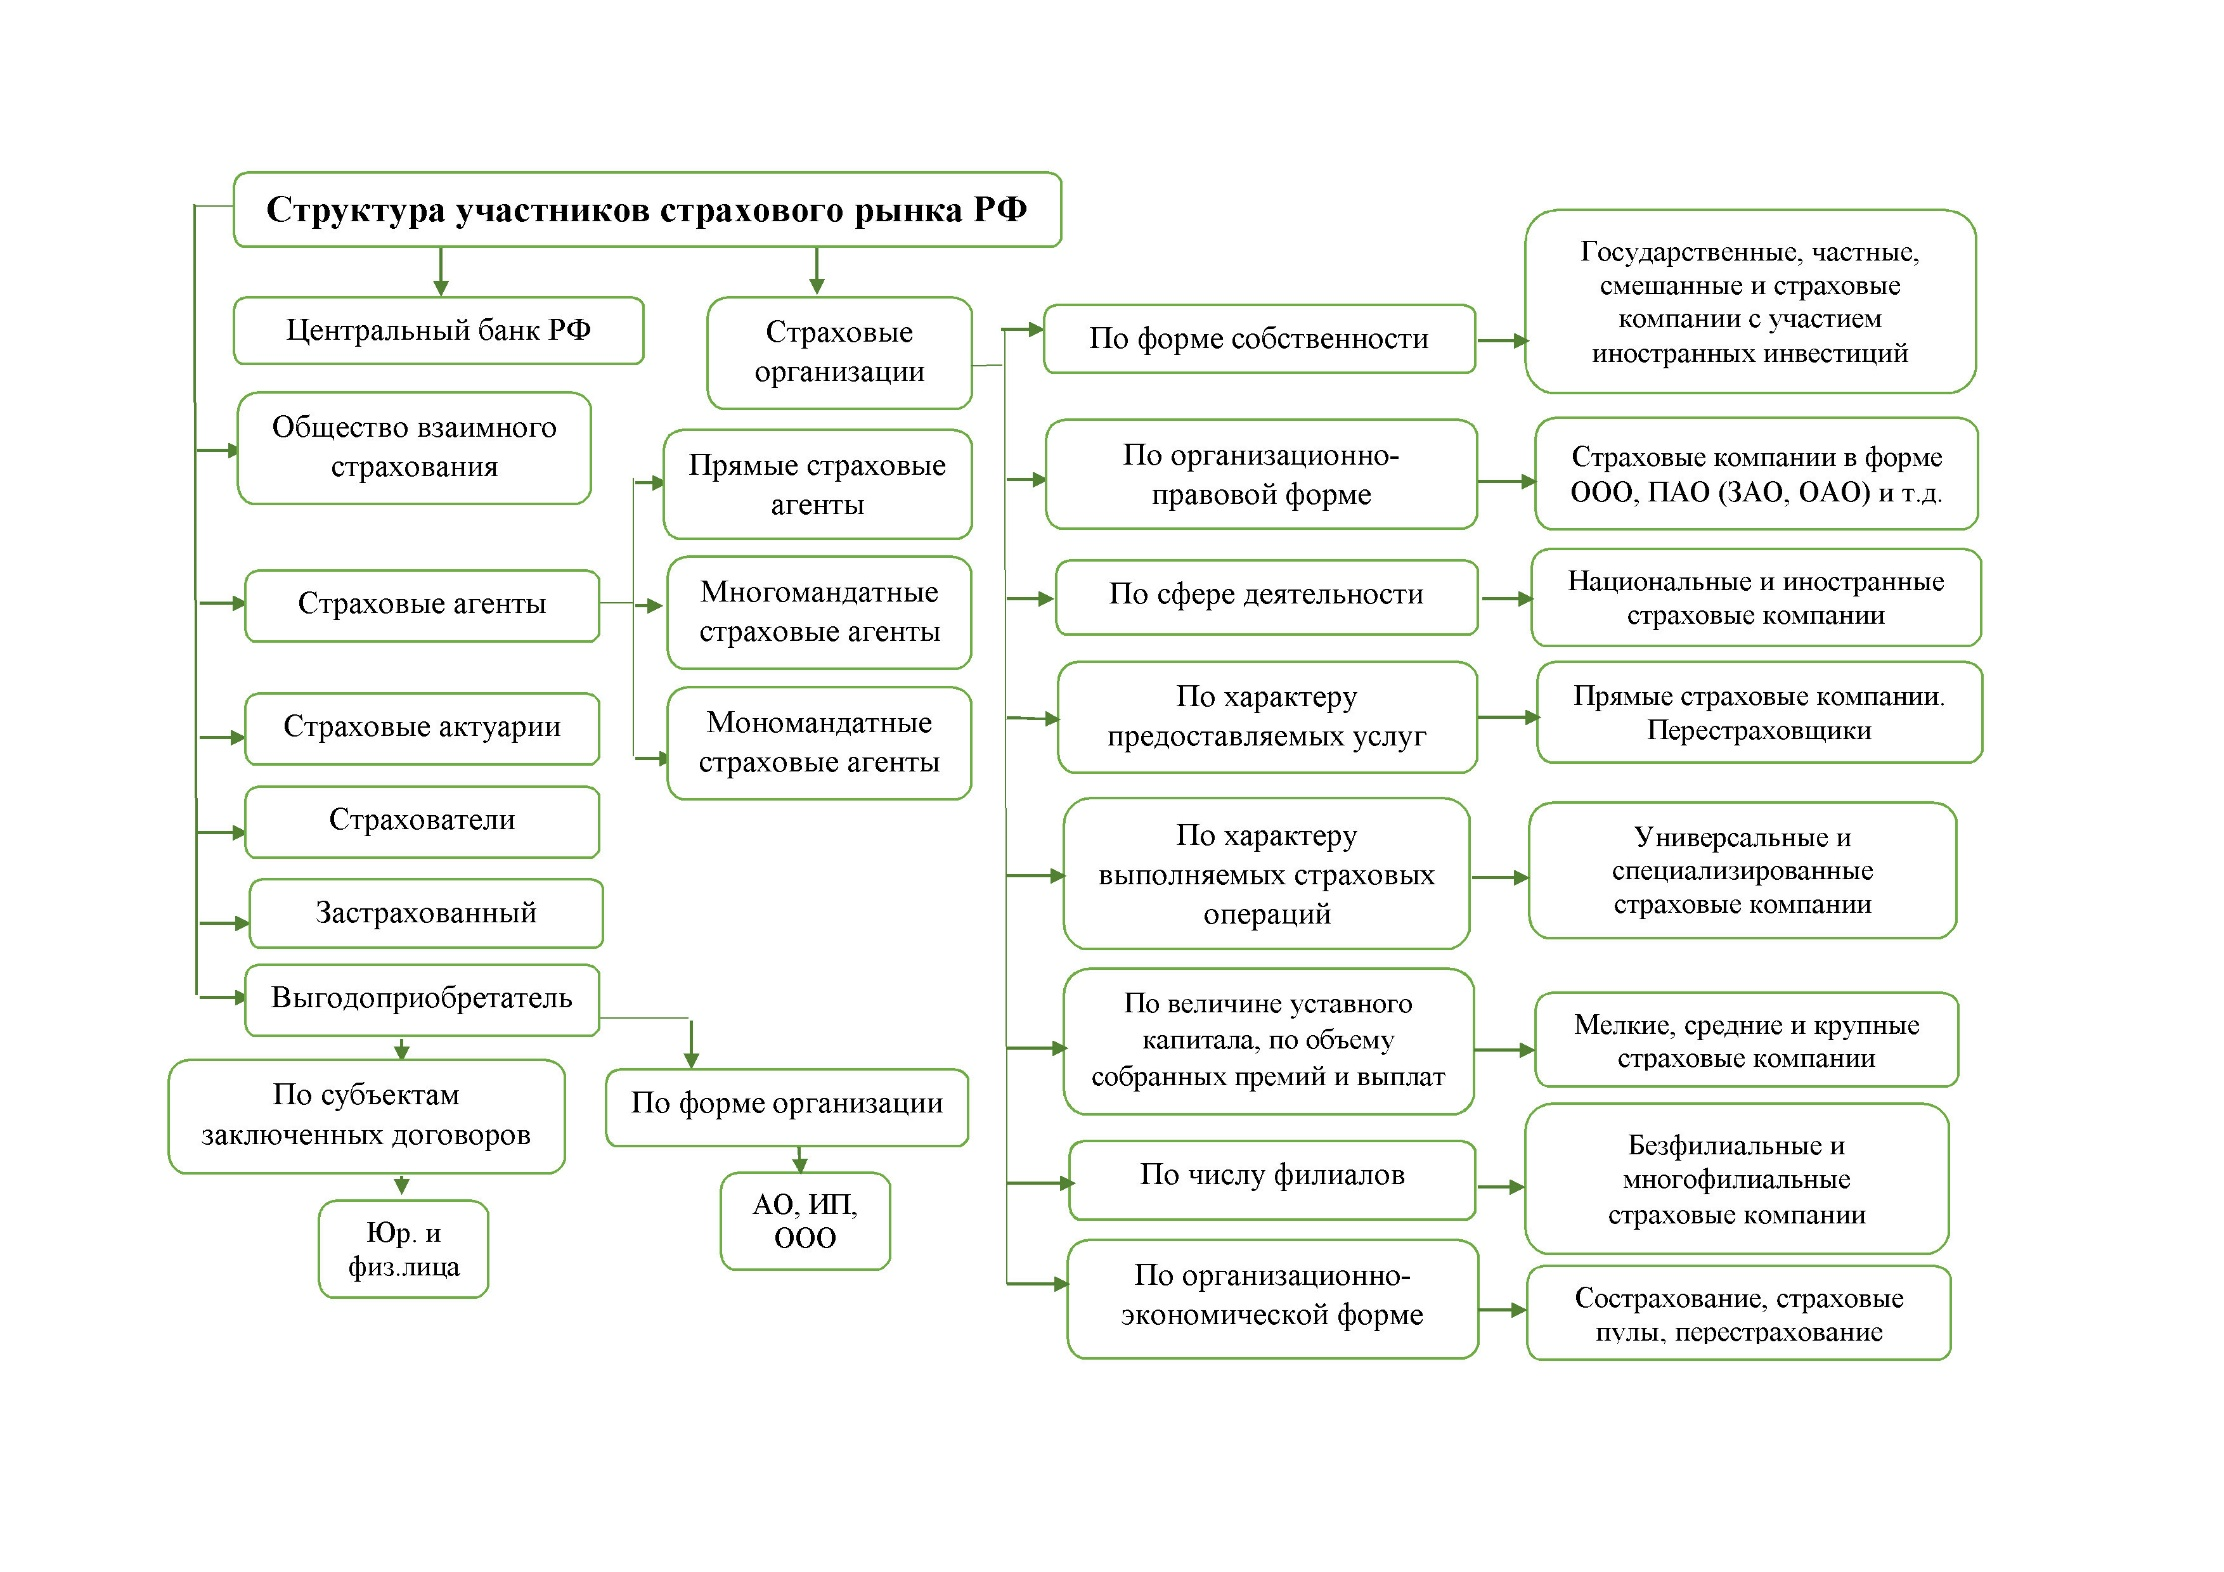 Структура участников страхового рынка РФ
Центральный банк РФ
Общество взаимного
страхования
Страховые агенты
Прямые страховые
агенты
Многомандатные
страховые агенты
Мономандатные
страховые агенты
Страховые актуарии
Страхователи
Застрахованный
Выгодоприобретатель
По субъектам
заключенных договоров
Юр. и
физ.лица
По форме организации
АО, ИП,
ООО
Страховые
организации
По форме собственности
Государственные, частные,
смешанные и страховые
компании с участием
иностранных инвестиций
По организационно-
правовой форме
Страховые компании в форме
ООО, ПАО (ЗАО, ОАО) и т.д.
По сфере деятельности
Национальные и иностранные
страховые компании
По характеру
предоставляемых услуг
Прямые страховые компании.
Перестраховщики
По характеру
выполняемых страховых
операций
Универсальные и
специализированные
страховые компании
По величине уставного
капитала, по объему
собранных премий и выплат
Мелкие, средние и крупные
страховые компании
По числу филиалов
Безфилиальные и
многофилиальные
страховые компании
По организационно-
экономической форме
Сострахование, страховые
пулы, перестрахование